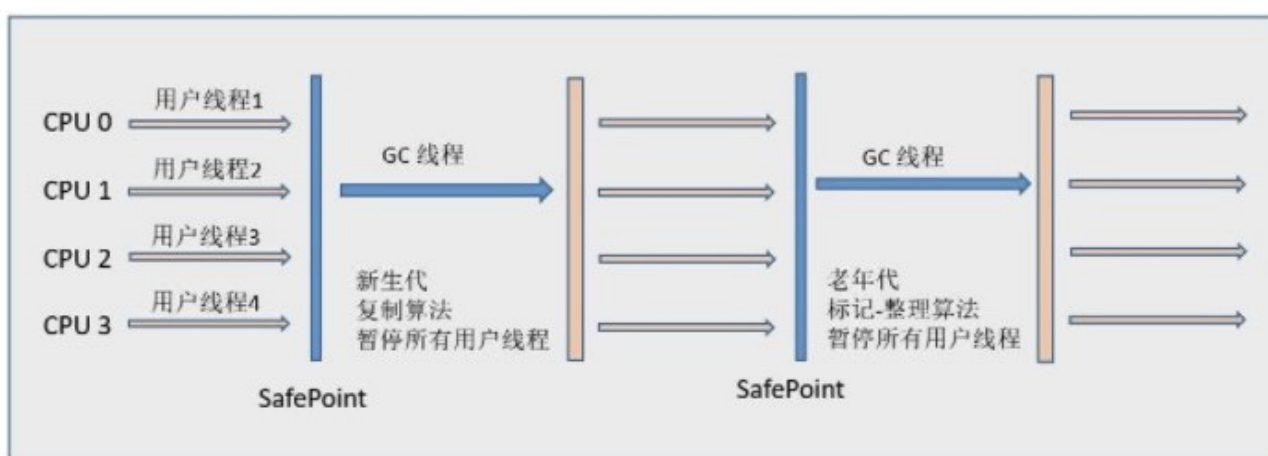 CPU 0
用户线程1
CPU 1
用户线程2
CPU 2
用户线程3
CPU 3
用户线程4
SafePoint
GC 线程
新生代
复制算法
暂停所有用户线程
SafePoint
GC 线程
老年代
标记-整理算法
暂停所有用户线程